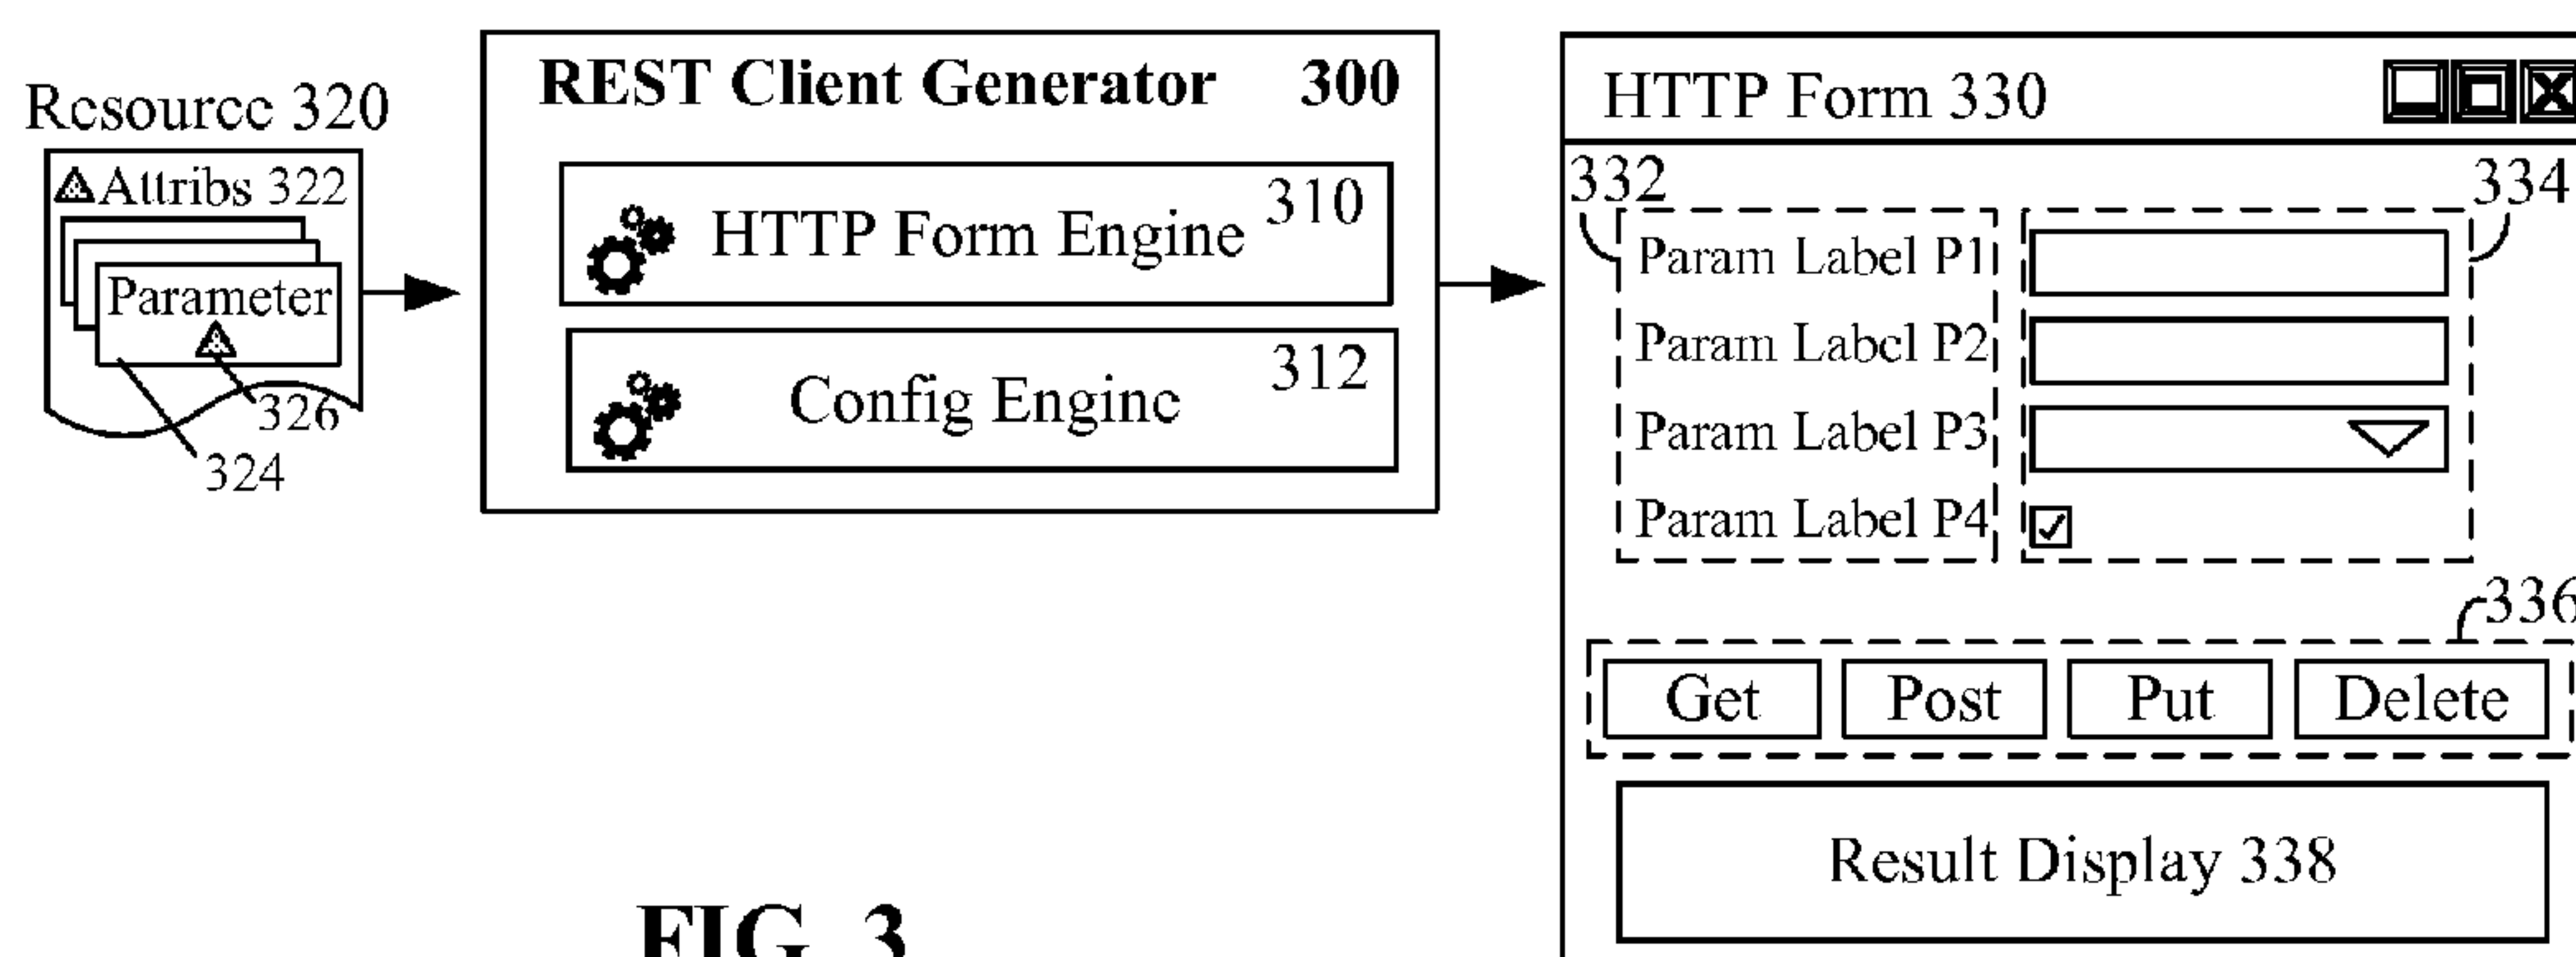 Resource 320
Attribs 322
Parameter
326
324
REST Client Generator 300
HTTP Form Engine 310
Config Engine 312
HTTP Form 330
332
334
Param Label P1
Param Label P2
Param Label P3
Param Label P4
336
Get Post Put Delete
Result Display 338
FIG. 3